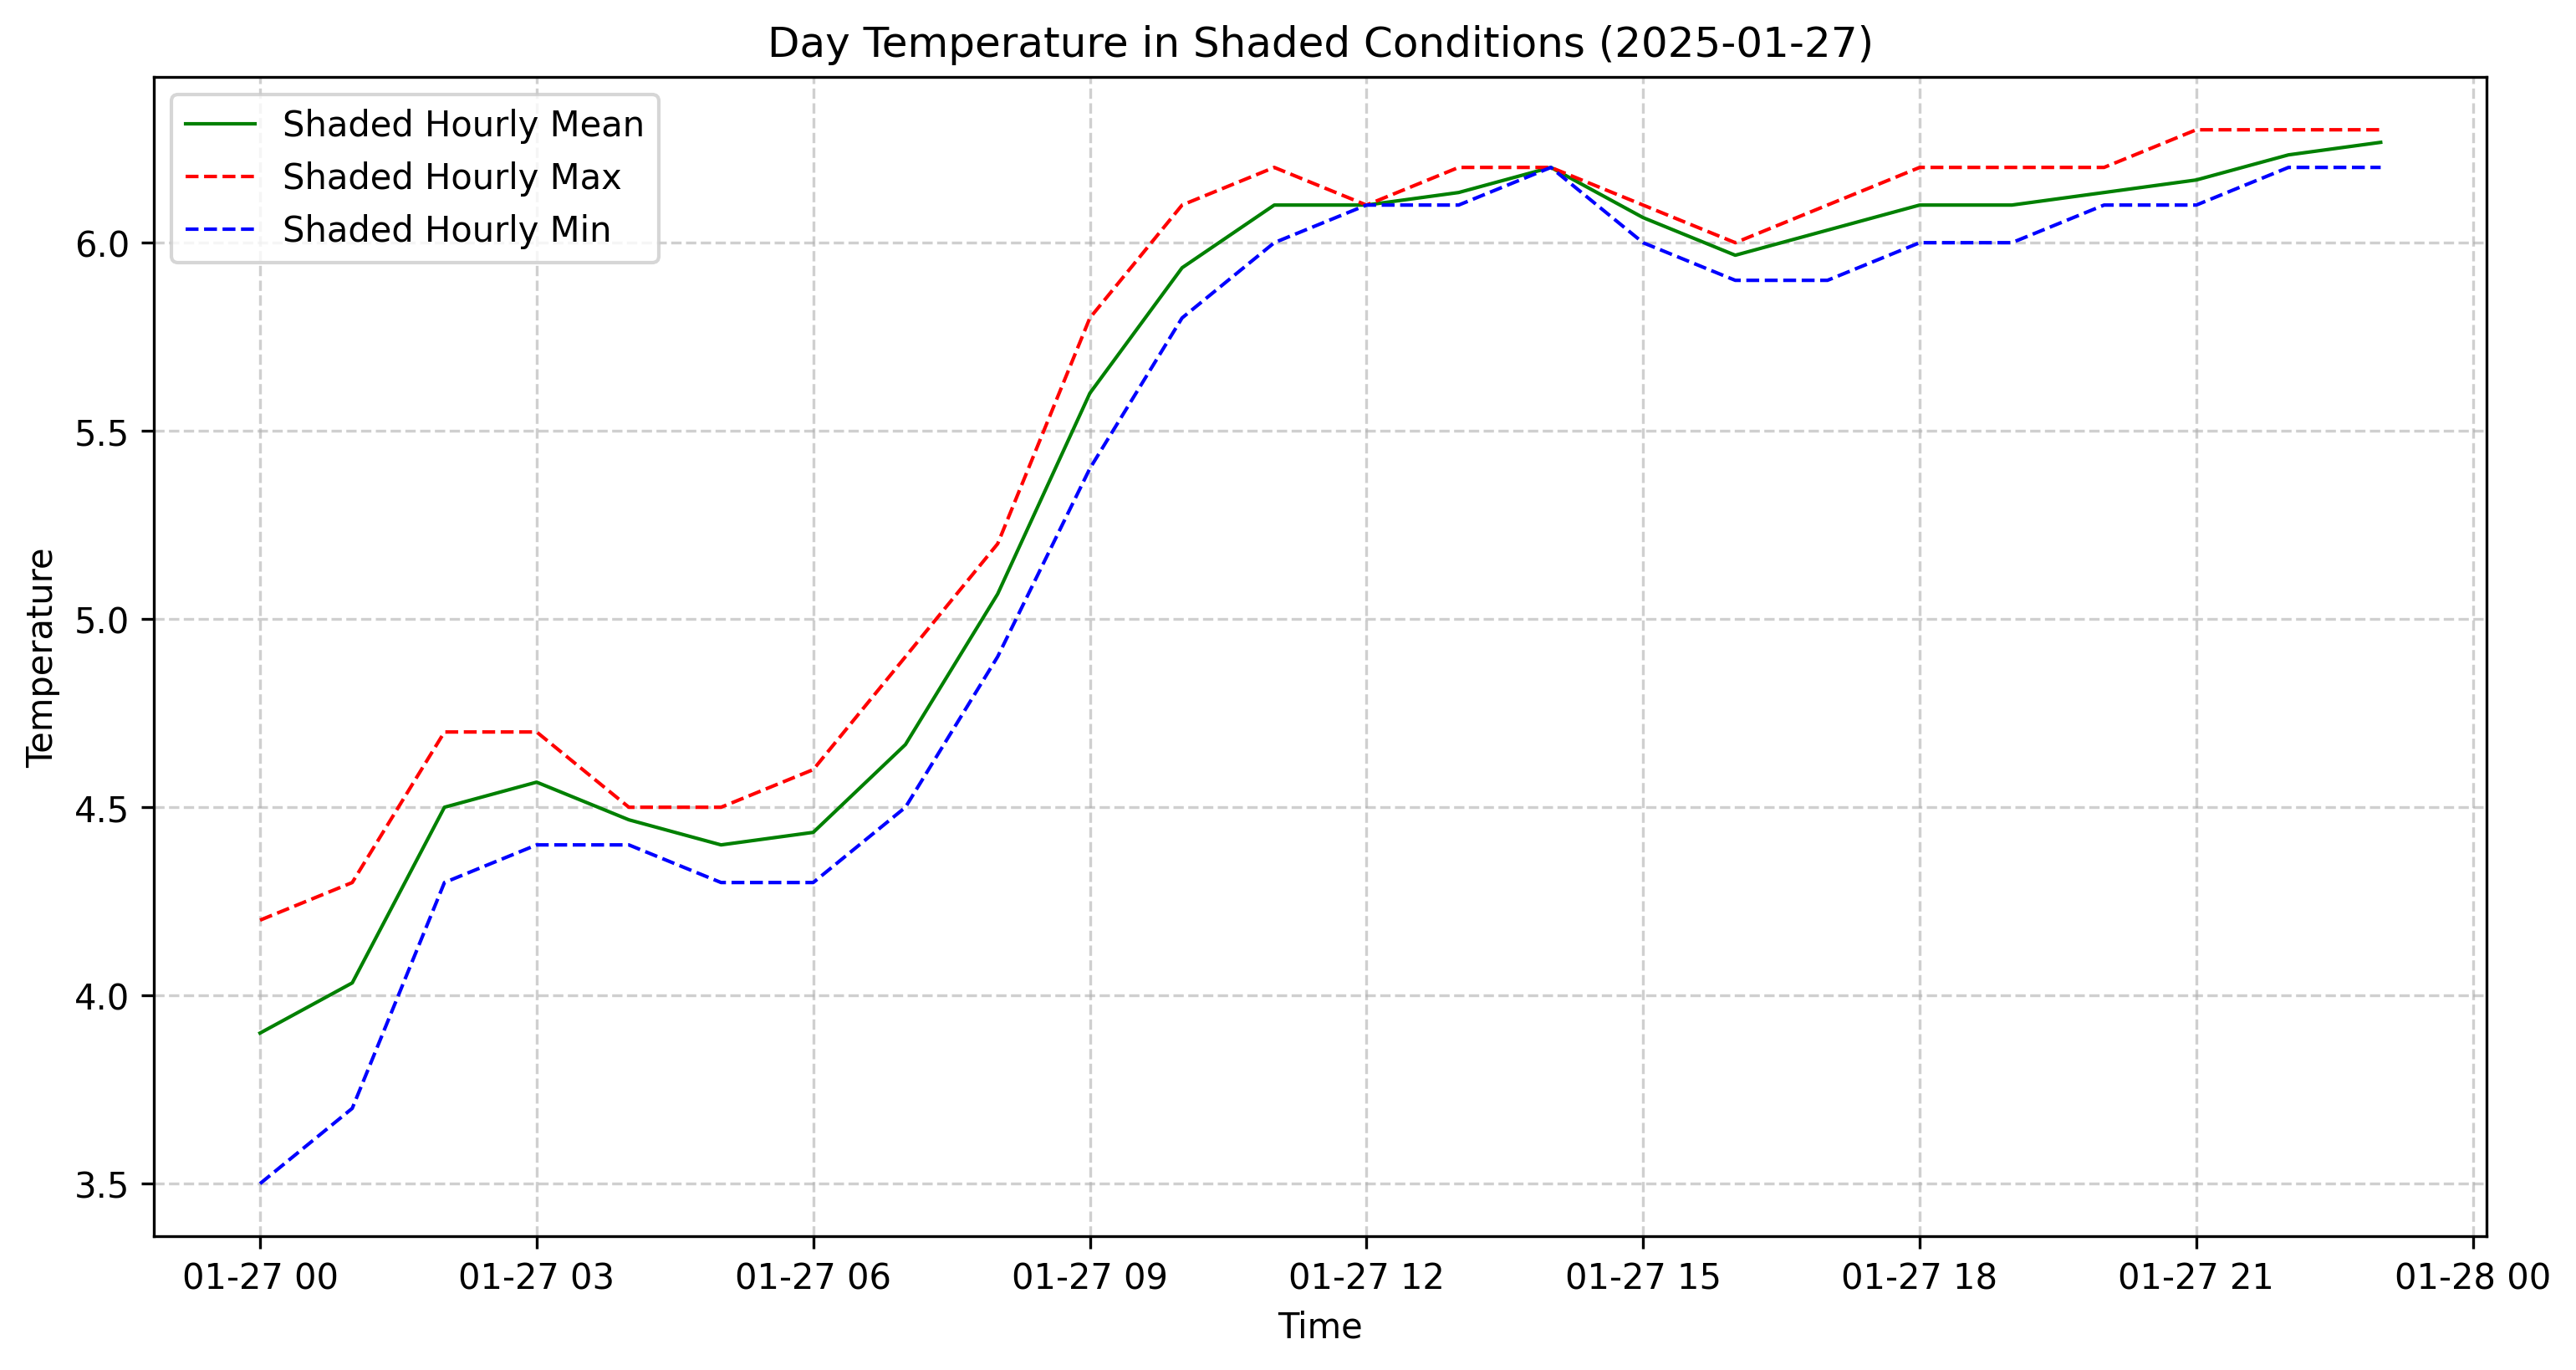 Day Temperature in Shaded Conditions (2025-01-27)
Shaded Hourly Mean
Shaded Hourly Max
Shaded Hourly Min
Temperature
6.0
5.5
5.0
4.5
4.0
3.5
01-27 00 01-27 03 01-27 06 01-27 09 01-27 12 01-27 15 01-27 18 01-27 21 01-28 00
Time